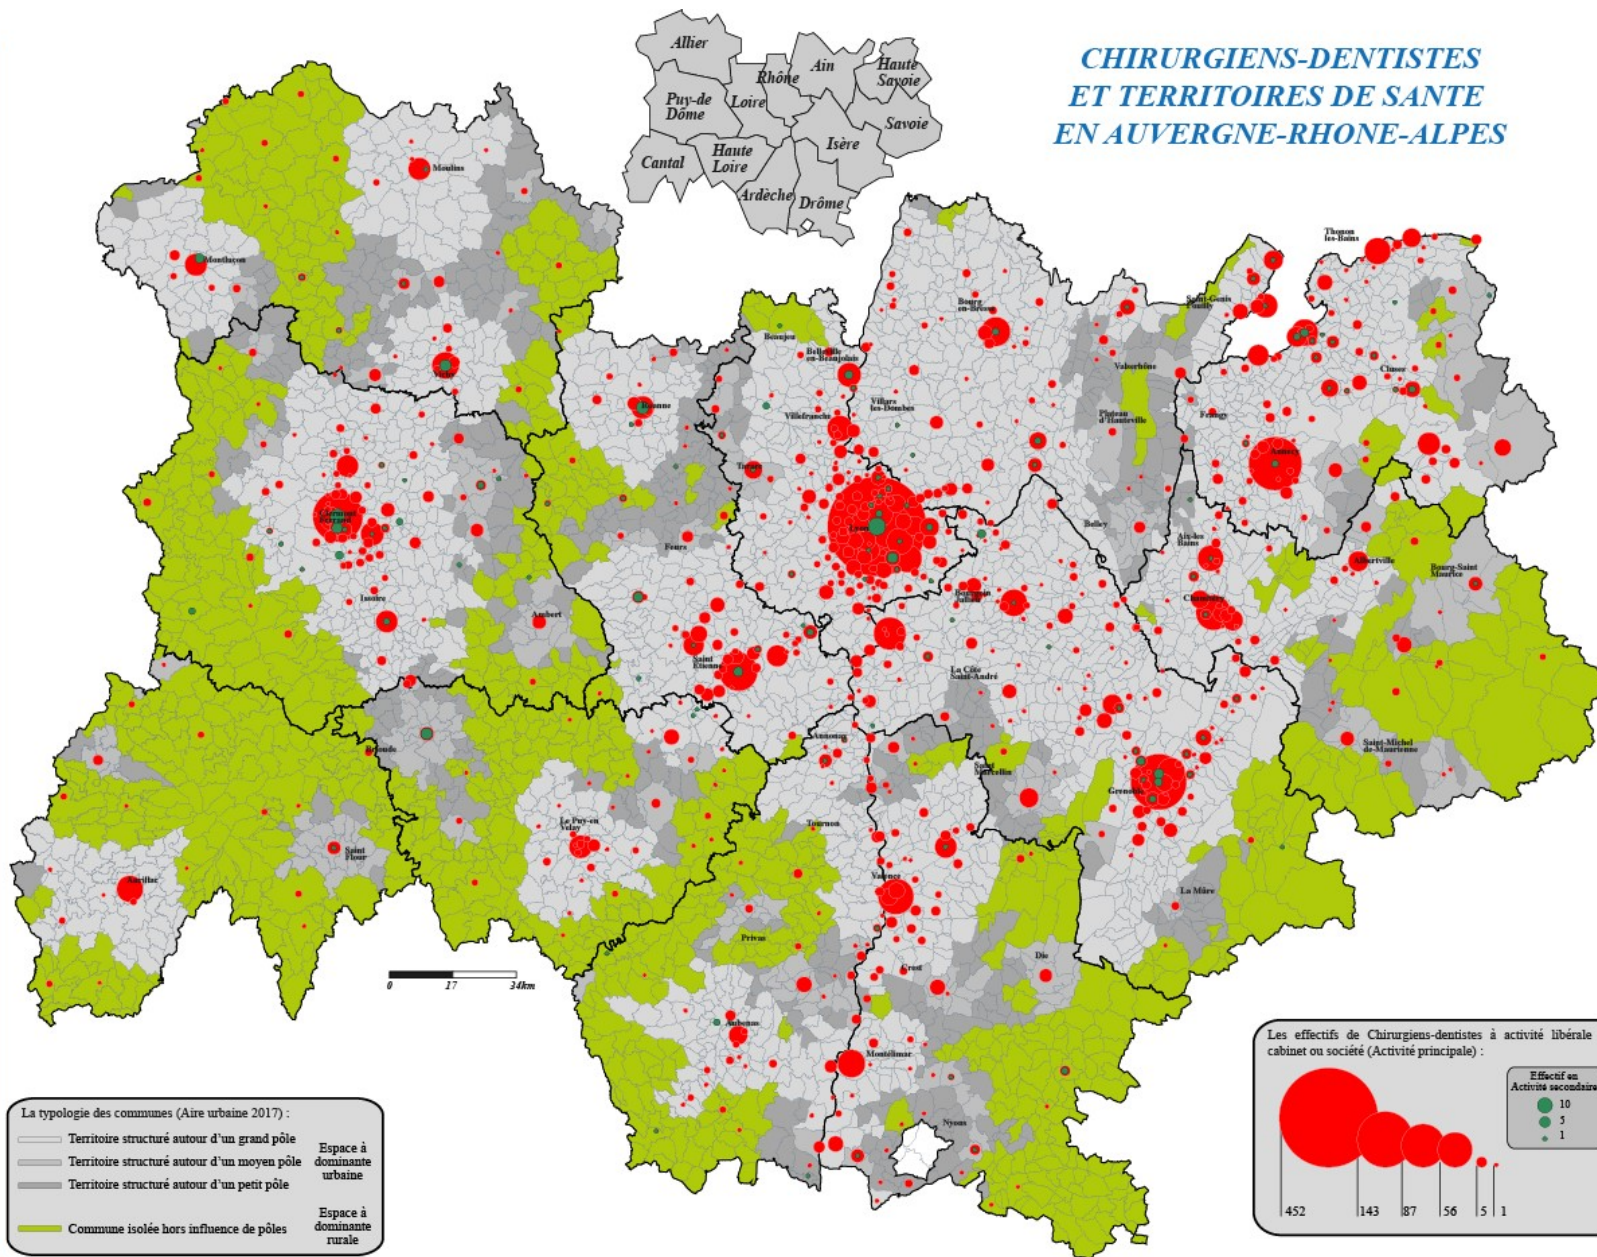 CHIRURGIENS-DENTISTES
ET TERRITOIRES DE SANTE
EN AUVERGNE-RHONE-ALPES
Allier
Ain
Haute
Savoie
Rhône
Puy-de
Dôme
Loire
Savoie
Isère
Cantal
Haute
Loire
Ardèche
Drôme
Moulins
Montluçon
Vichy
Thonon
les-Bains
Saint-Genis
Pouilly
Bourg
en-Bresse
Beaujeu
Belleville
en-Beaujolais
Valserhône
Cluses
Roanne
Villefranche
Villars
les-Dombes
Plateau
d'Hauteville
Frangy
Annecy
Tarare
Clermont
Ferrand
Lyon
Belley
Aix-les
Bains
Feurs
Albertville
Bourg-Saint
Maurice
Issoire
Ambert
Bourgoin
Jallieu
Chambéry
Saint
Etienne
La Côte
Saint-André
Brioude
Annonay
Saint
Marcellin
Saint-Michel
de-Maurienne
Grenoble
Le Puy-en
Velay
Tournon
Saint
Flour
Aurillac
Valence
La Mûre
Privas
Crest
Die
Aubenas
Montélimar
Nyons
0 17 34km
La typologie des communes (Aire urbaine 2017) :
Territoire structuré autour d'un grand pôle
Territoire structuré autour d'un moyen pôle
Territoire structuré autour d'un petit pôle
Espace à
dominante
urbaine
Commune isolée hors influence de pôles
Espace à
dominante
rurale
Les effectifs de Chirurgiens-dentistes à activité libérale
cabinet ou société (Activité principale) :
Effectif en
Activité secondaire
10
5
1
452 143 87 56 5 1